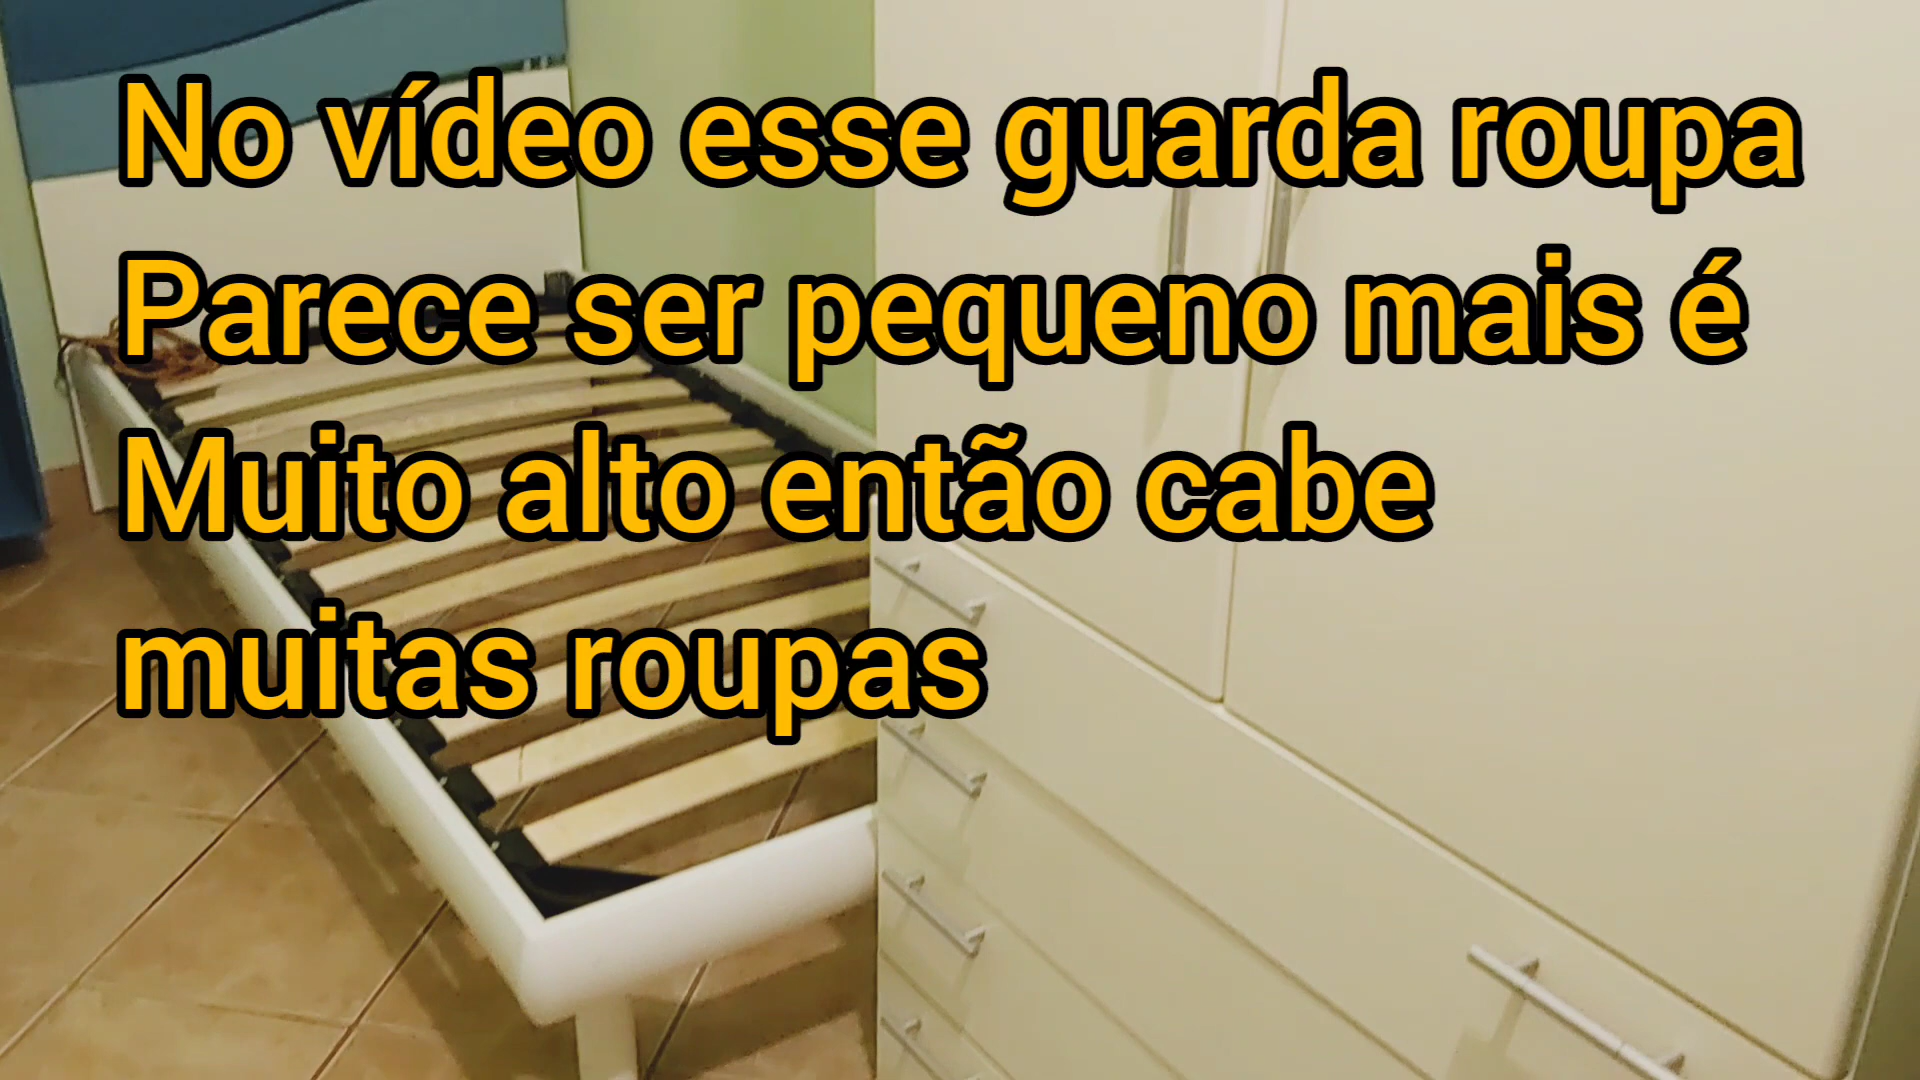 No vídeo esse guarda roupa
Parece ser pequeno mais é
Muito alto então cabe
muitas roupas